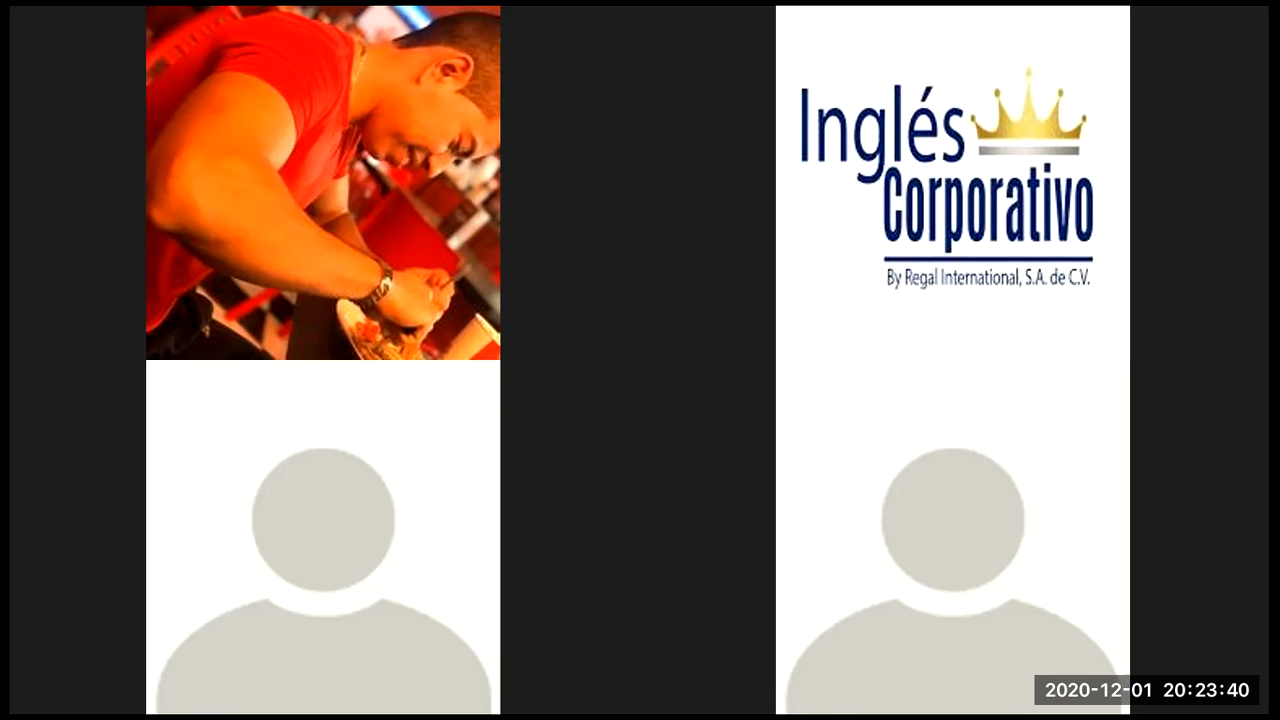 Inglés
Corporativo
By Regal International, S.A. de C.V.
2020-12-01 20:23:40